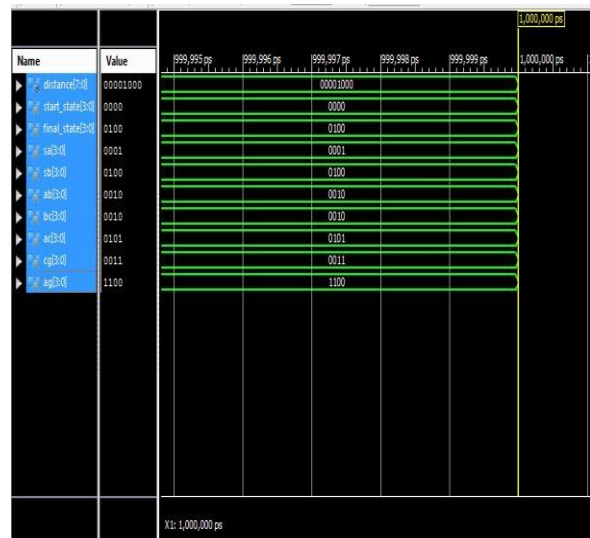 1,000,000 ps
Name Value 999,995 ps 999,996 ps 999,997 ps 999,998 ps 999,999 ps 1,000,000 ps
distance[7:0] 00001000 00001000
start_state[3:0] 0000 0000
final_state[3:0] 0100 0100
sa[3:0] 0001 0001
sb[3:0] 0100 0100
ab[3:0] 0010 0010
bc[3:0] 0010 0010
ac[3:0] 0101 0101
cg[3:0] 0011 0011
ag[3:0] 1100 1100
X1: 1,000,000 ps